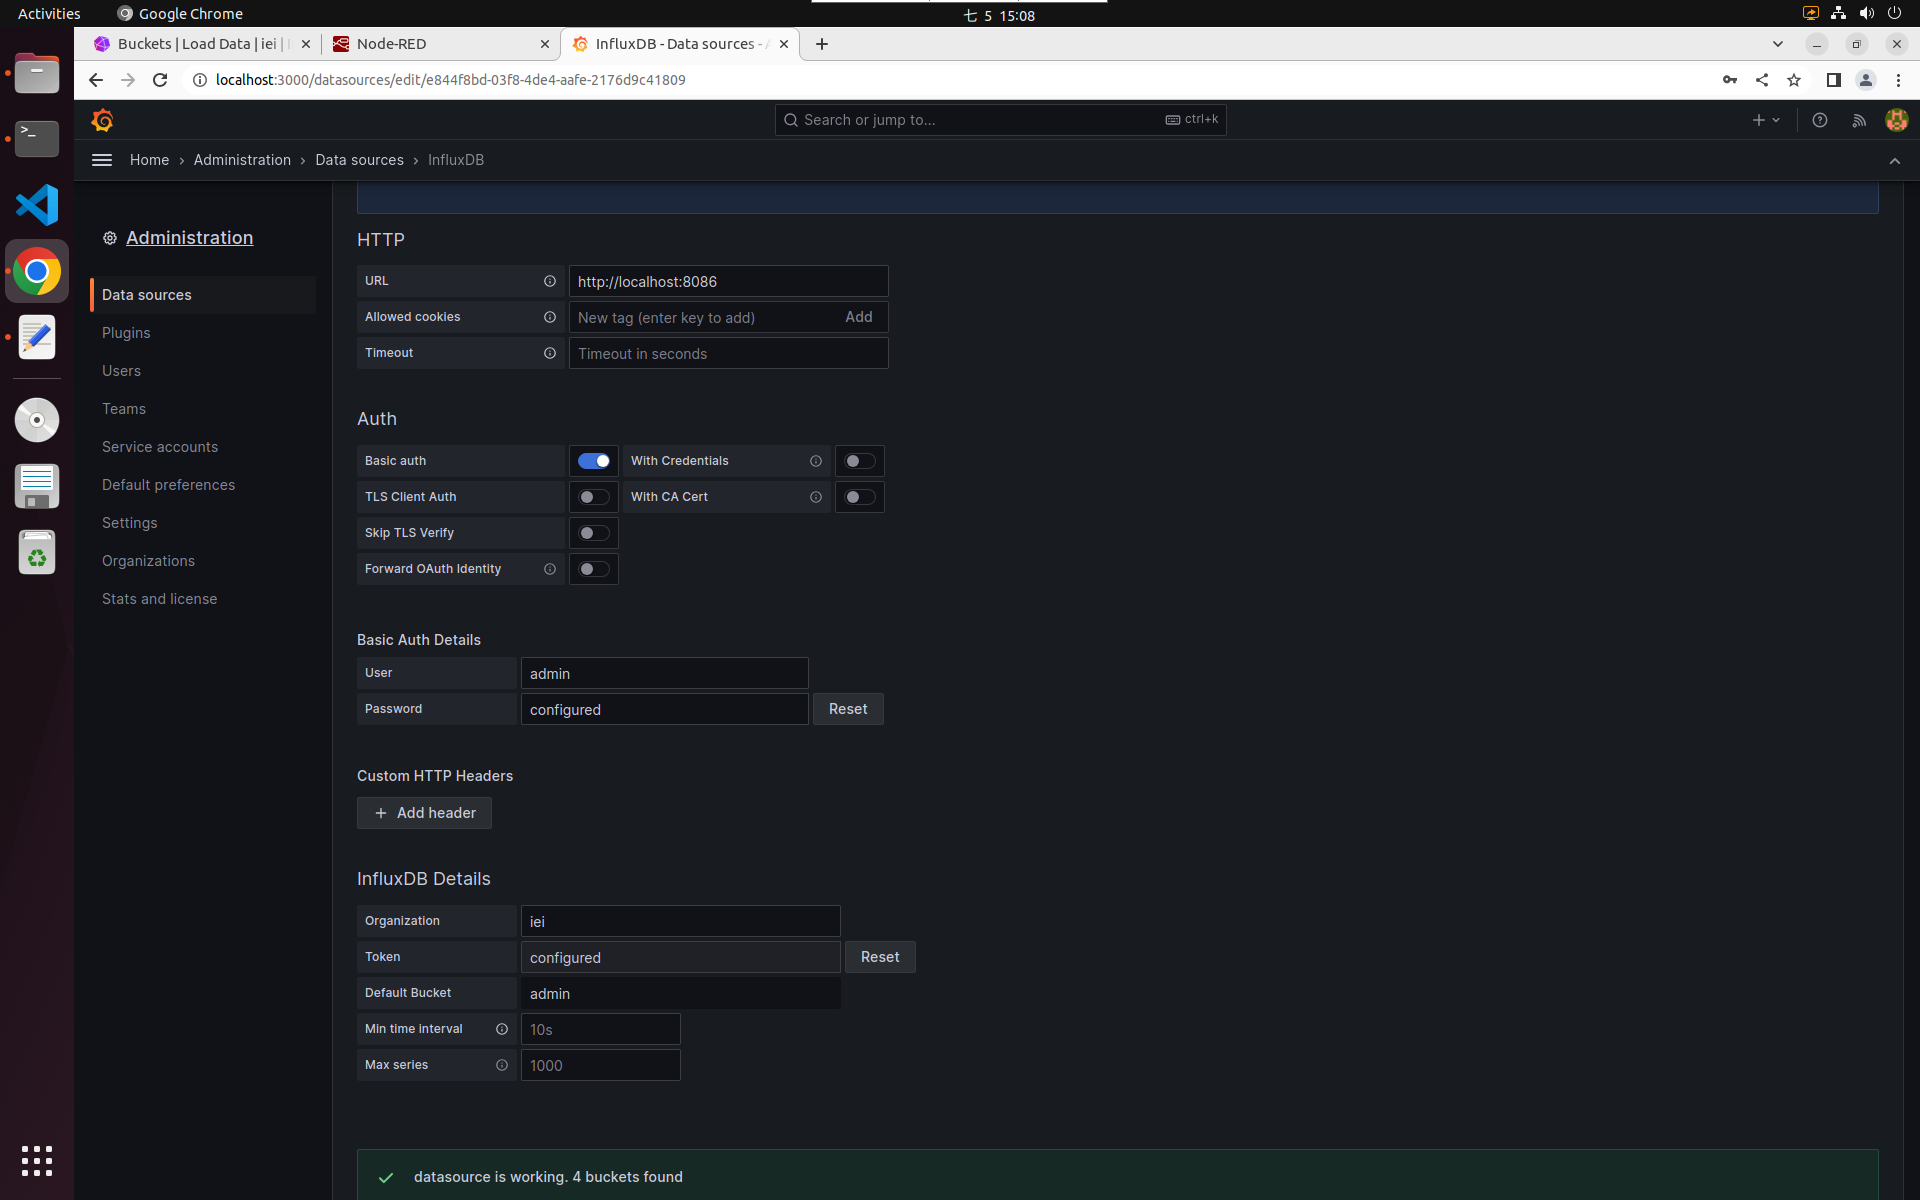 Activities
Google Chrome
七 5 15:08
Buckets | Load Data | iei |
Node-RED
InfluxDB - Data sources -
localhost:3000/datasources/edit/e844f8bd-03f8-4de4-aafe-2176d9c41809
Search or jump to...
ctrl+k
Home › Administration › Data sources › InfluxDB
Administration
Data sources
Plugins
Users
Teams
Service accounts
Default preferences
Settings
Organizations
Stats and license
HTTP
URL http://localhost:8086
Allowed cookies New tag (enter key to add) Add
Timeout Timeout in seconds
Auth
Basic auth With Credentials
TLS Client Auth With CA Cert
Skip TLS Verify
Forward OAuth Identity
Basic Auth Details
User admin
Password configured Reset
Custom HTTP Headers
+ Add header
InfluxDB Details
Organization iei
Token configured Reset
Default Bucket admin
Min time interval 10s
Max series 1000
datasource is working. 4 buckets found